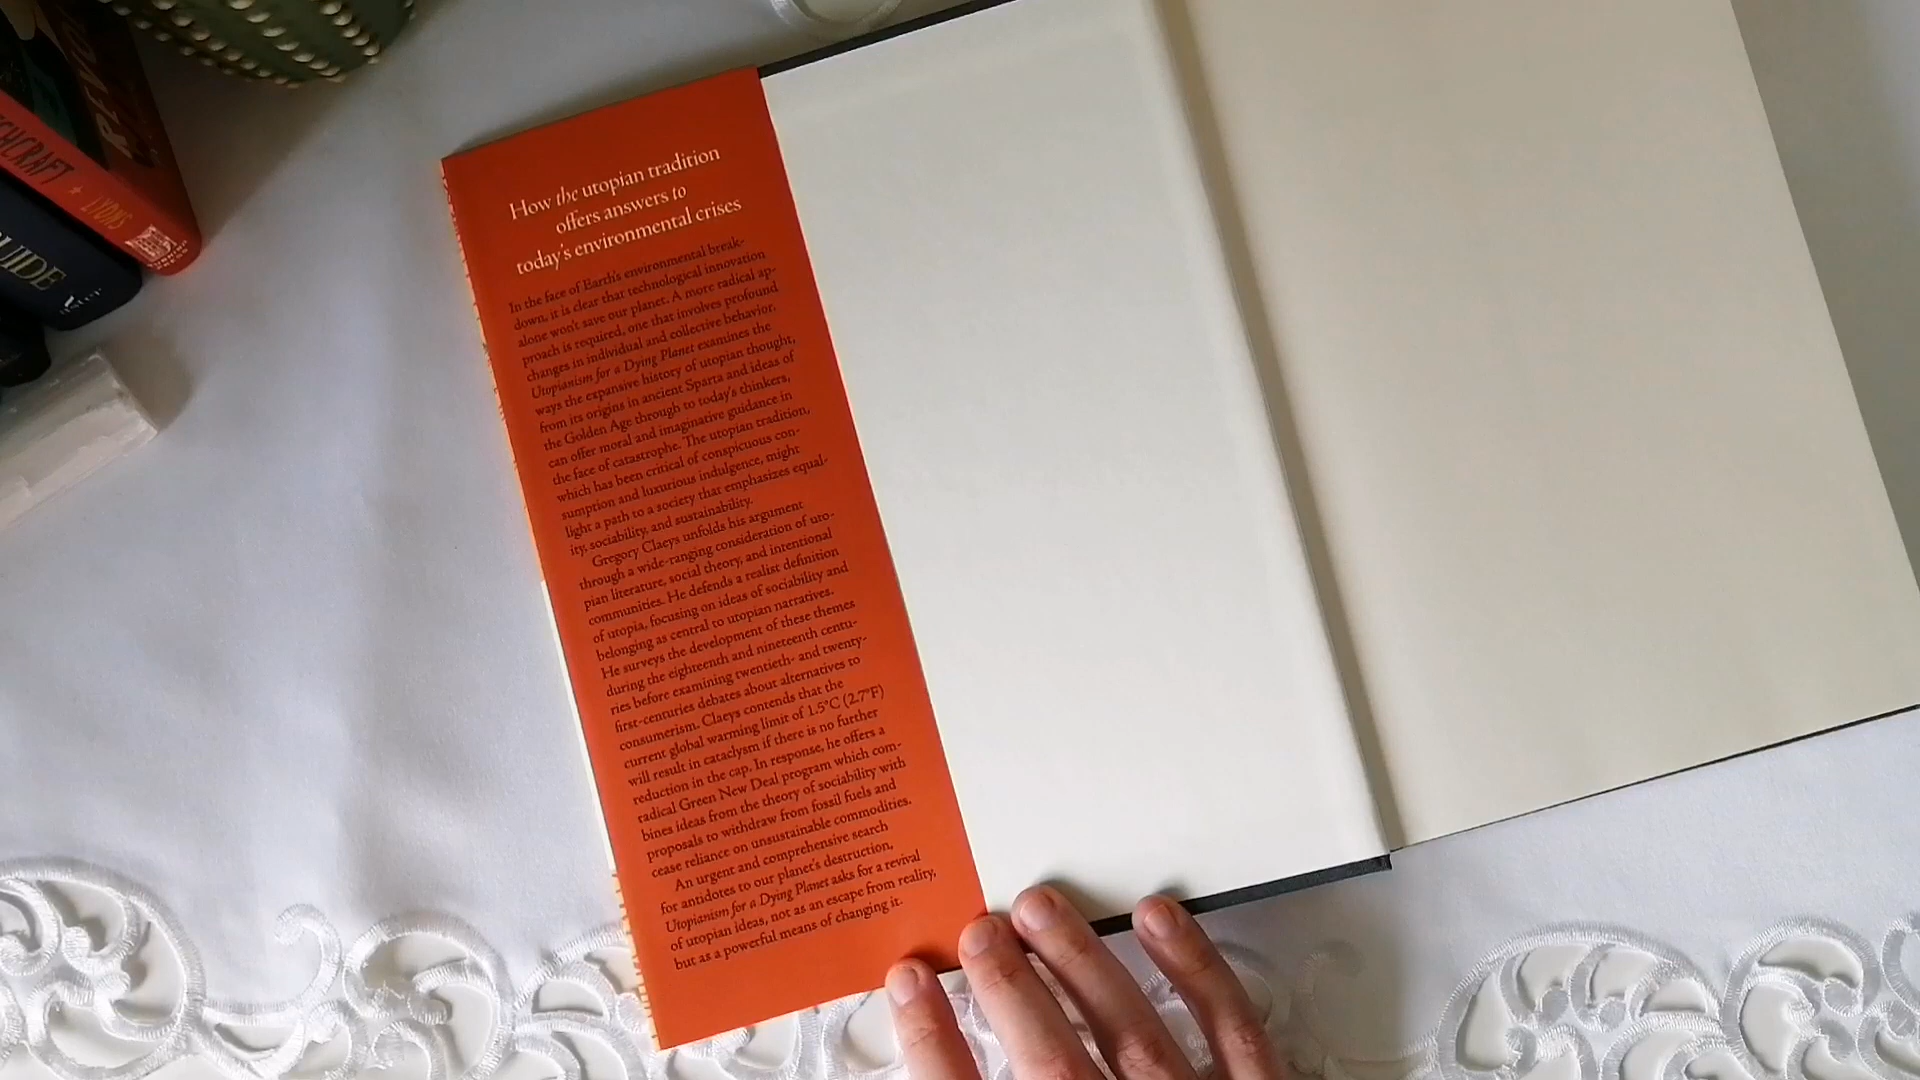 How the utopian tradition
offers answers to
today's environmental crises
In the face of Earth's environmental break-
down, it is clear that technological innovation
alone won't save our planet. A more radical ap-
proach is required, one that involves profound
changes in individual and collective behavior.
Utopianism for a Dying Planet examines the
ways the expansive history of utopian thought,
from its origins in ancient Sparta and ideas of
the Golden Age through to today's thinkers,
can offer moral and imaginative guidance in
the face of catastrophe. The utopian tradition,
which has been critical of conspicuous con-
sumption and luxurious indulgence, might
light a path to a society that emphasizes equal-
ity, sociability, and sustainability.
Gregory Claeys unfolds his argument
through a wide-ranging consideration of uto-
pian literature, social theory, and intentional
communities. He defends a realist definition
of utopia, focusing on ideas of sociability and
belonging as central to utopian narratives.
He surveys the development of these themes
during the eighteenth and nineteenth centu-
ries before examining twentieth- and twenty-
first-centuries debates about alternatives to
consumerism. Claeys contends that the
current global warming limit of 1.5°C (2.7°F)
will result in cataclysm if there is no further
reduction in the cap. In response, he offers a
radical Green New Deal program which com-
bines ideas from the theory of sociability with
proposals to withdraw from fossil fuels and
cease reliance on unsustainable commodities.
An urgent and comprehensive search
for antidotes to our planet's destruction,
Utopianism for a Dying Planet asks for a revival
of utopian ideas, not as an escape from reality,
but as a powerful means of changing it.
LYONS
RUNNING
PRESS